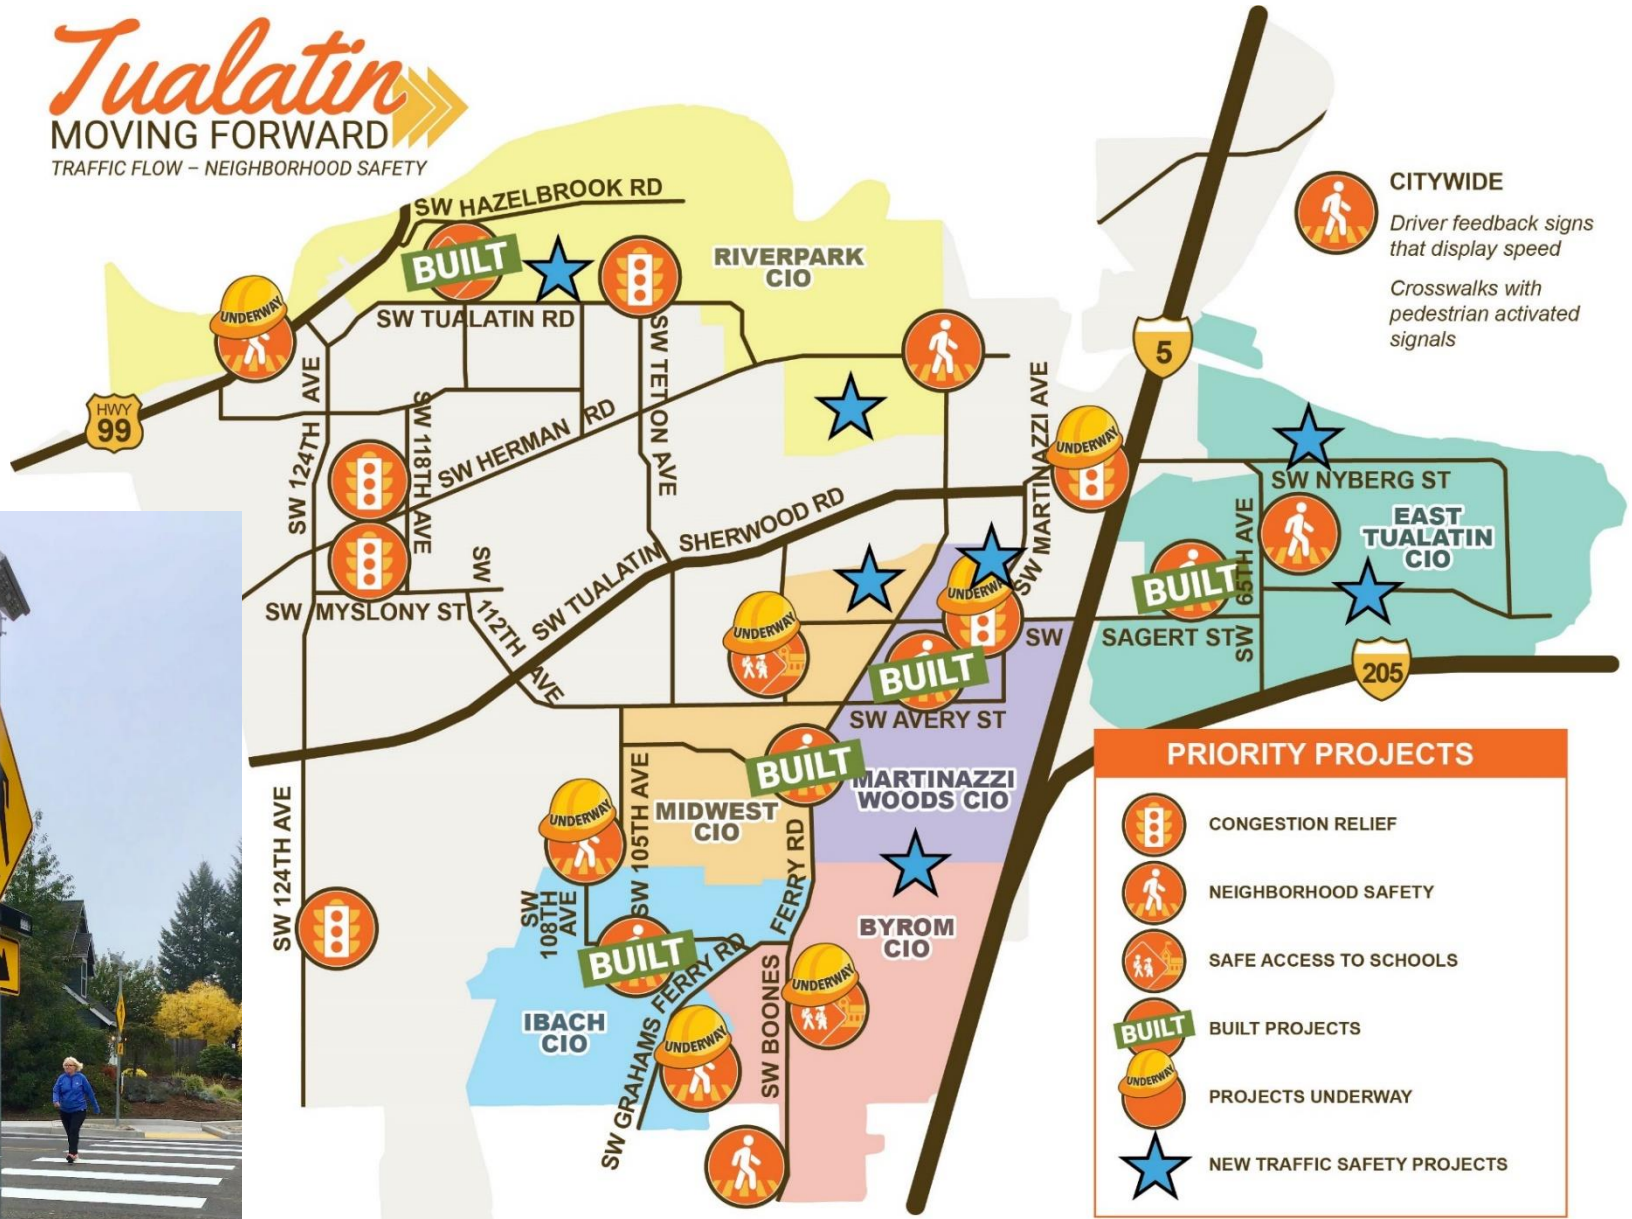 Tualatin
MOVING FORWARD
TRAFFIC FLOW – NEIGHBORHOOD SAFETY
CITYWIDE
Driver feedback signs
that display speed
Crosswalks with
pedestrian activated
signals
SW HAZELBROOK RD
BUILT
RIVERPARK
CIO
UNDERWAY
SW TUALATIN RD
HWY
99
5
SW 124TH AVE
SW 118TH AVE
SW HERMAN RD
SW TETON AVE
SW MARTINAZZI AVE
UNDERWAY
SW NYBERG ST
EAST
TUALATIN
CIO
SW 65TH AVE
BUILT
SW TUALATIN SHERWOOD RD
SW MYSLONY ST
SW 112TH AVE
UNDERWAY
UNDERWAY
SW SAGERT ST
205
BUILT
SW AVERY ST
BUILT
MARTINAZZI
WOODS CIO
MIDWEST
CIO
UNDERWAY
SW 105TH AVE
SW 124TH AVE
SW
108TH
AVE
BUILT
SW BOONES FERRY RD
BYROM
CIO
UNDERWAY
IBACH
CIO
SW GRAHAMS FERRY RD
UNDERWAY
PRIORITY PROJECTS
CONGESTION RELIEF
NEIGHBORHOOD SAFETY
SAFE ACCESS TO SCHOOLS
BUILT
BUILT PROJECTS
UNDERWAY
PROJECTS UNDERWAY
NEW TRAFFIC SAFETY PROJECTS